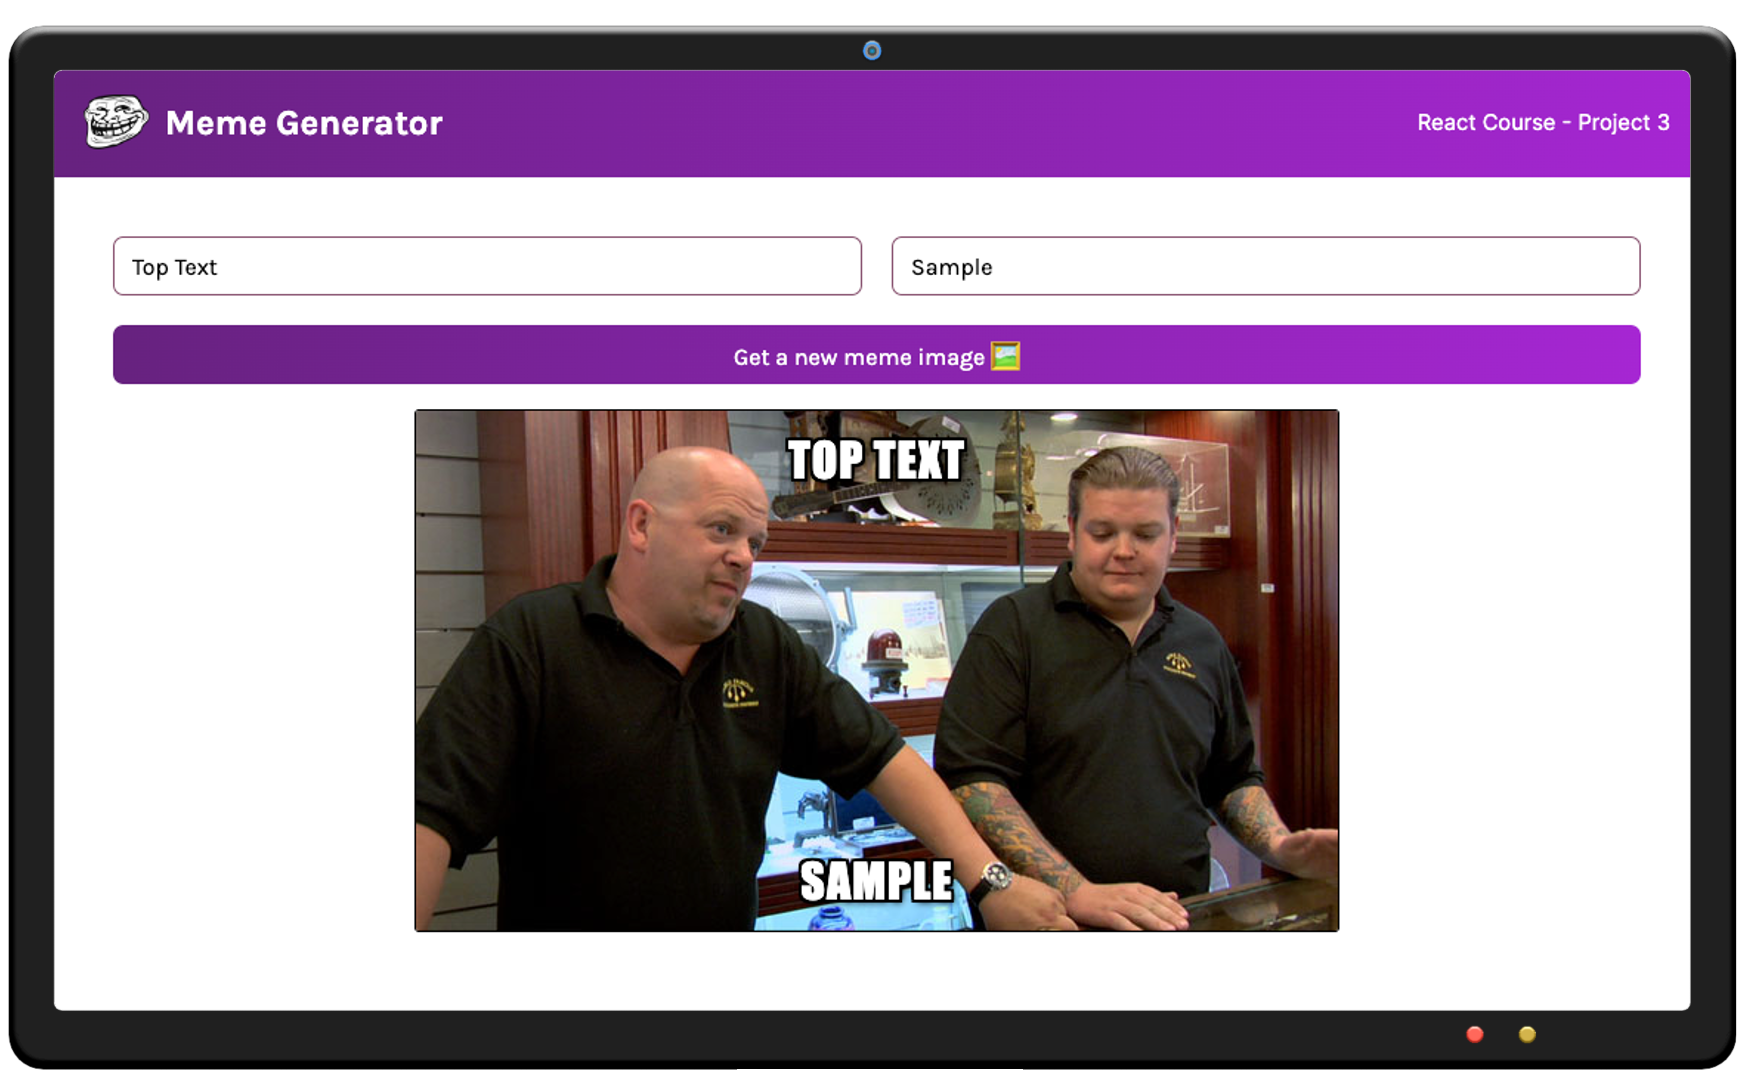 Meme Generator
React Course - Project 3
Top Text
Sample
Get a new meme image
TOP TEXT
SAMPLE